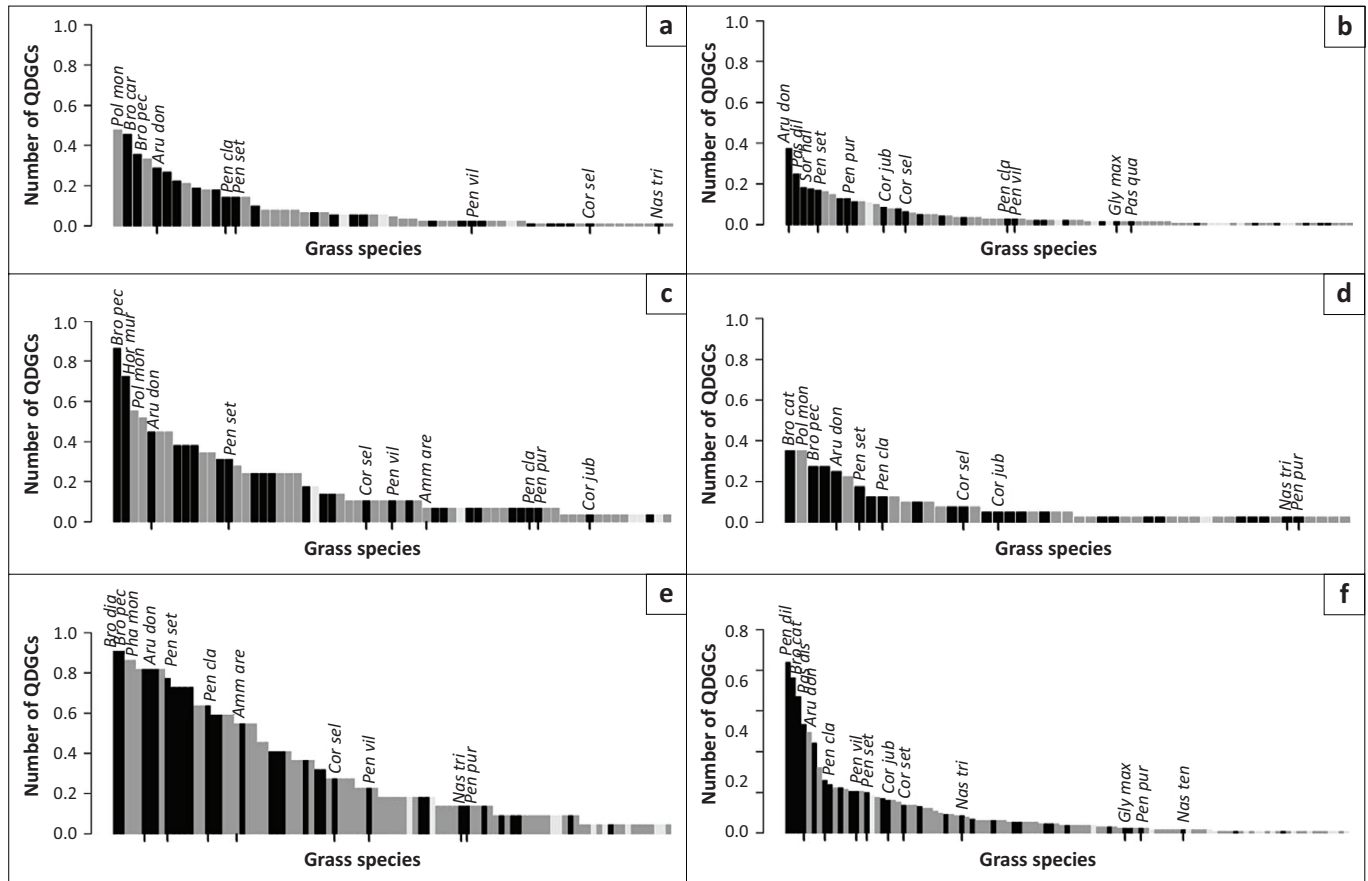 a
Number of QDGCs
1.0
0.8
0.6
0.4
0.2
0.0
Pol mon
Bro car
Bro pec
Aru don
Pen cla
Pen set
Pen vil
Cor sel
Nas tri
Grass species
b
Number of QDGCs
1.0
0.8
0.6
0.4
0.2
0.0
Aru don
Pas dil
Sor hal
Pen set
Pen pur
Cor jub
Cor sel
Pen cla
Pen vil
Gly max
Pas qua
Grass species
c
Number of QDGCs
1.0
0.8
0.6
0.4
0.2
0.0
Bro pec
Hor mur
Pol mon
Aru don
Pen set
Cor sel
Pen vil
Amm are
Pen cla
Pen pur
Cor jub
Grass species
d
Number of QDGCs
1.0
0.8
0.6
0.4
0.2
0.0
Bro cat
Pol mon
Bro pec
Aru don
Pen set
Pen cla
Cor sel
Cor jub
Nas tri
Pen pur
Grass species
e
Number of QDGCs
1.0
0.8
0.6
0.4
0.2
0.0
Bro dia
Bro pec
Pha mon
Aru don
Pen set
Pen cla
Amm are
Cor sel
Pen vil
Nas tri
Pen pur
Grass species
f
Number of QDGCs
0.8
0.6
0.4
0.2
0.0
Pen dil
Bro cat
Pas dis
Aru don
Pen cla
Pen vil
Pen set
Cor jub
Cor set
Nas tri
Gly max
Pen pur
Nas ten
Grass species